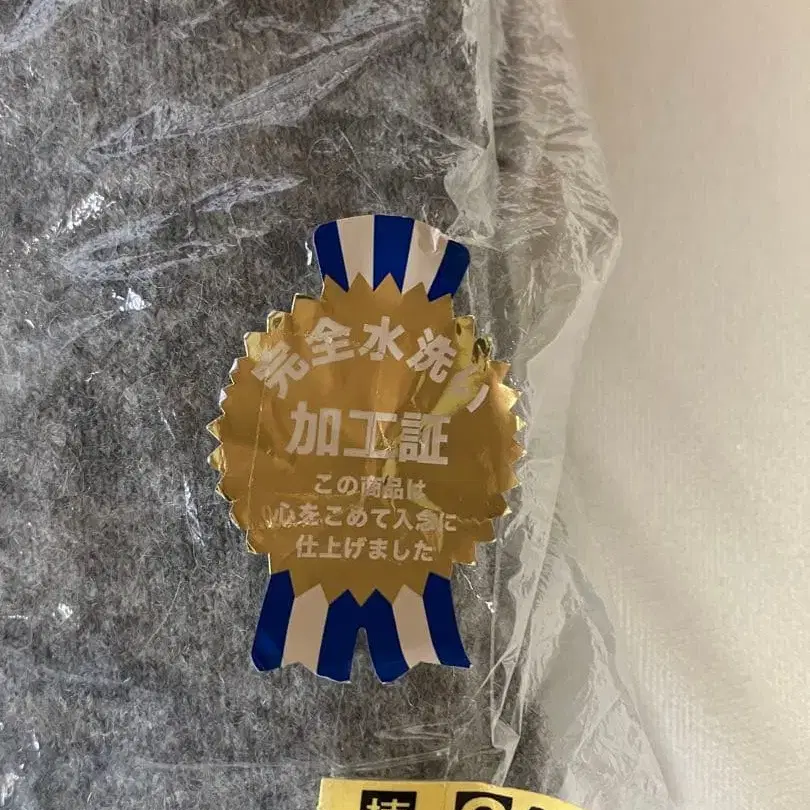 完全水洗い
加工証
この商品は
心をこめて入念に
仕上げました